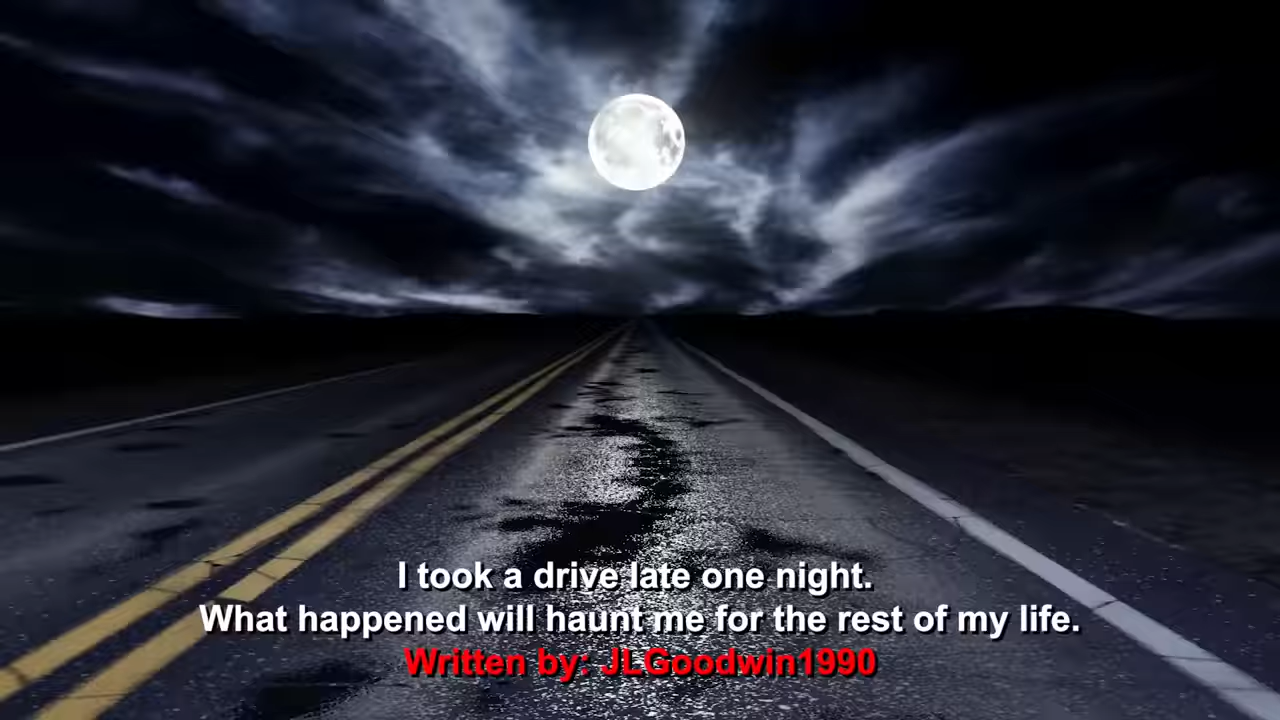 I took a drive late one night.
What happened will haunt me for the rest of my life.
Written by: JLGoodwin1990